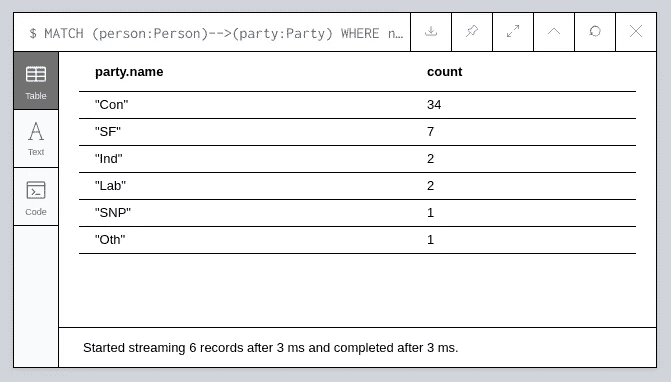 $ MATCH (person:Person)-->(party:Party) WHERE n…
Table
Text
Code
party.name count
"Con" 34
"SF" 7
"Ind" 2
"Lab" 2
"SNP" 1
"Oth" 1
Started streaming 6 records after 3 ms and completed after 3 ms.